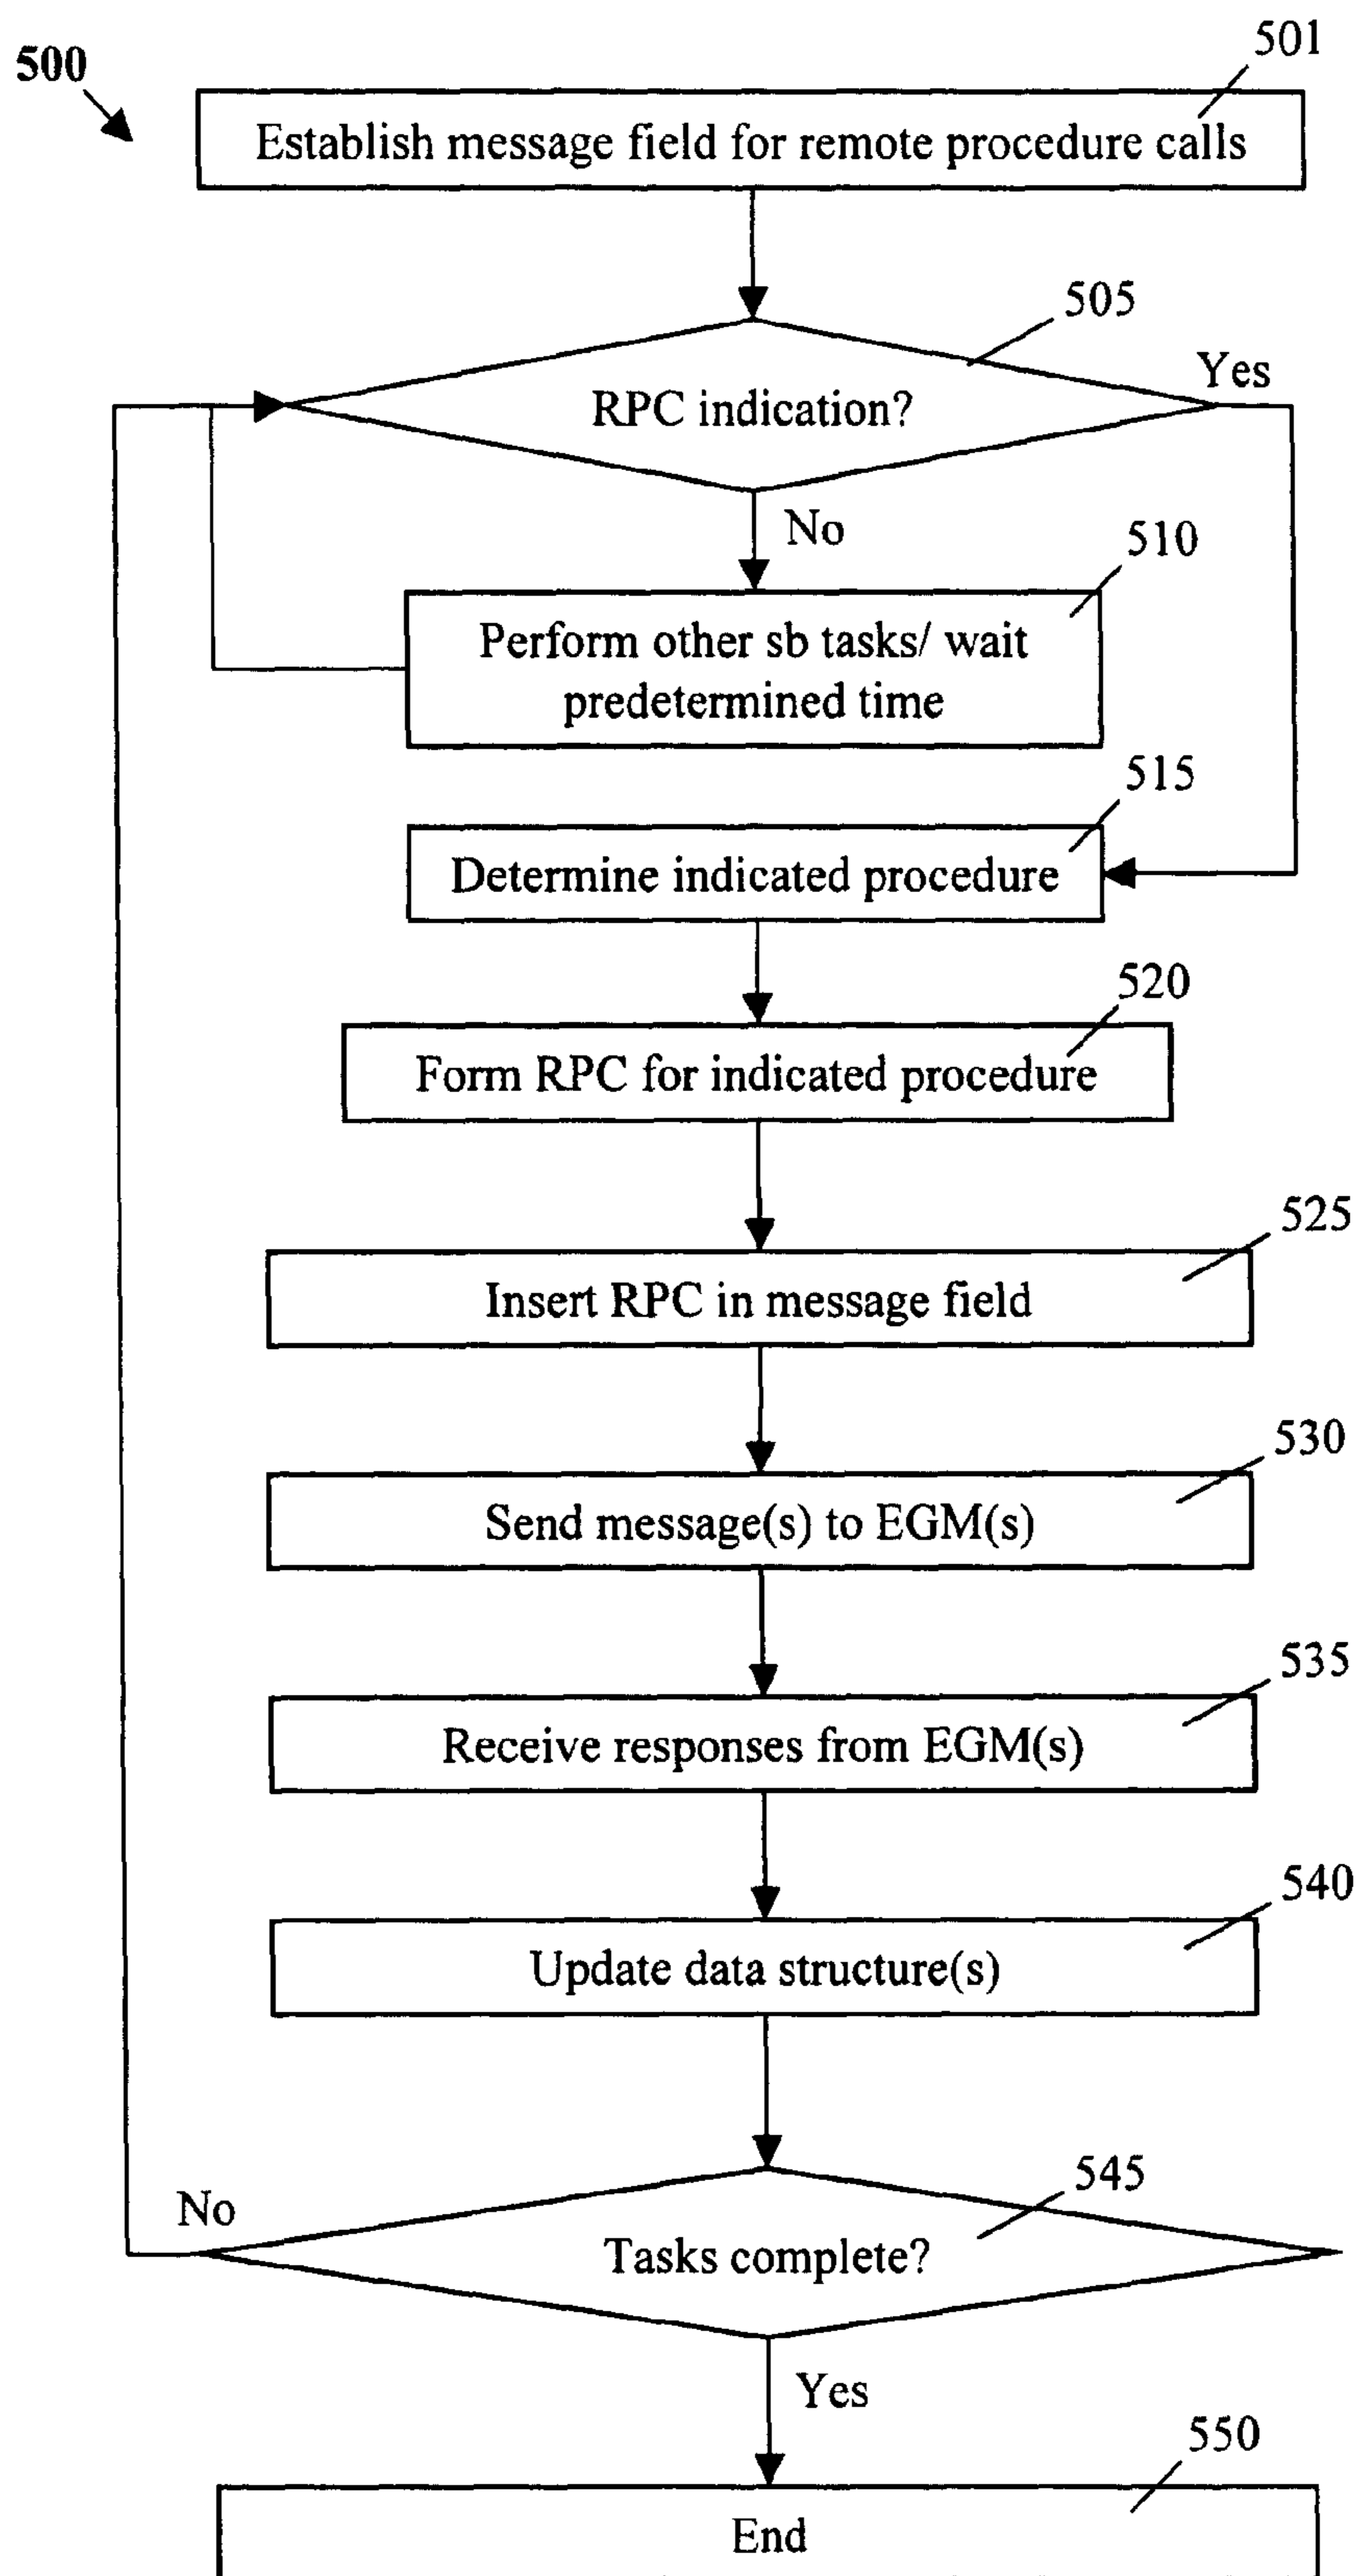 500
501
Establish message field for remote procedure calls
505
RPC indication?
Yes
No
510
Perform other sb tasks/ wait
predetermined time
515
Determine indicated procedure
520
Form RPC for indicated procedure
525
Insert RPC in message field
530
Send message(s) to EGM(s)
535
Receive responses from EGM(s)
540
Update data structure(s)
545
No
Tasks complete?
Yes
550
End